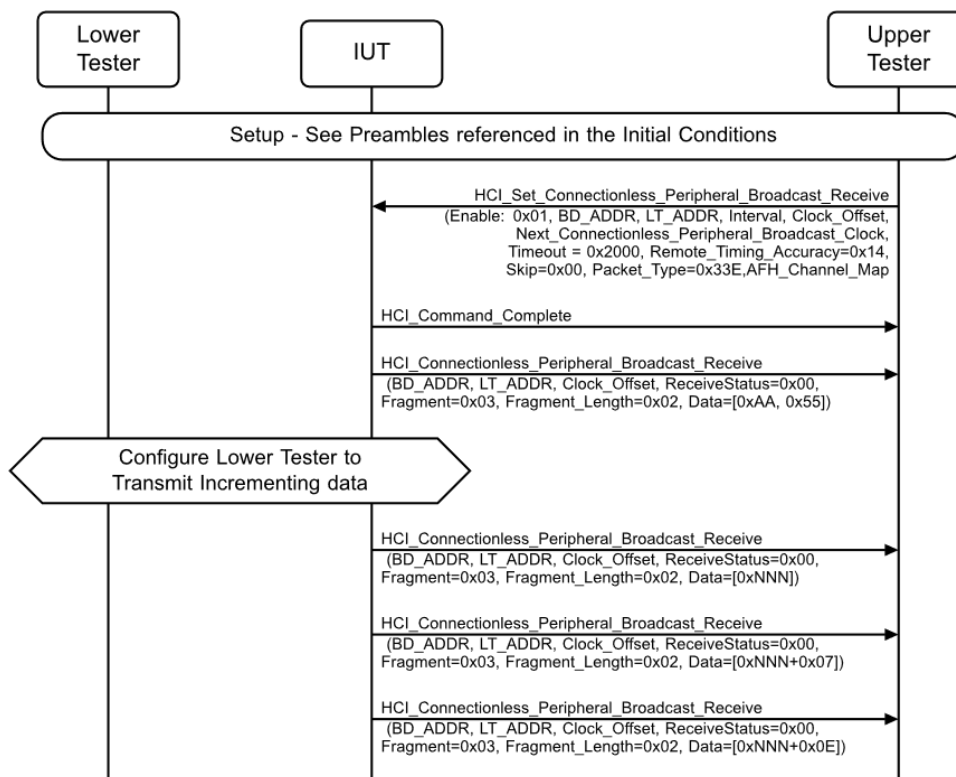 Lower
Tester
IUT
Upper
Tester
Setup - See Preambles referenced in the Initial Conditions
HCI_Set_Connectionless_Peripheral_Broadcast_Receive
(Enable: 0x01, BD_ADDR, LT_ADDR, Interval, Clock_Offset,
Next_Connectionless_Peripheral_Broadcast_Clock,
Timeout = 0x2000, Remote_Timing_Accuracy=0x14,
Skip=0x00, Packet_Type=0x33E,AFH_Channel_Map
HCI_Command_Complete
HCI_Connectionless_Peripheral_Broadcast_Receive
(BD_ADDR, LT_ADDR, Clock_Offset, ReceiveStatus=0x00,
Fragment=0x03, Fragment_Length=0x02, Data=[0xAA, 0x55])
Configure Lower Tester to
Transmit Incrementing data
HCI_Connectionless_Peripheral_Broadcast_Receive
(BD_ADDR, LT_ADDR, Clock_Offset, ReceiveStatus=0x00,
Fragment=0x03, Fragment_Length=0x02, Data=[0xNNN])
HCI_Connectionless_Peripheral_Broadcast_Receive
(BD_ADDR, LT_ADDR, Clock_Offset, ReceiveStatus=0x00,
Fragment=0x03, Fragment_Length=0x02, Data=[0xNNN+0x07])
HCI_Connectionless_Peripheral_Broadcast_Receive
(BD_ADDR, LT_ADDR, Clock_Offset, ReceiveStatus=0x00,
Fragment=0x03, Fragment_Length=0x02, Data=[0xNNN+0x0E])